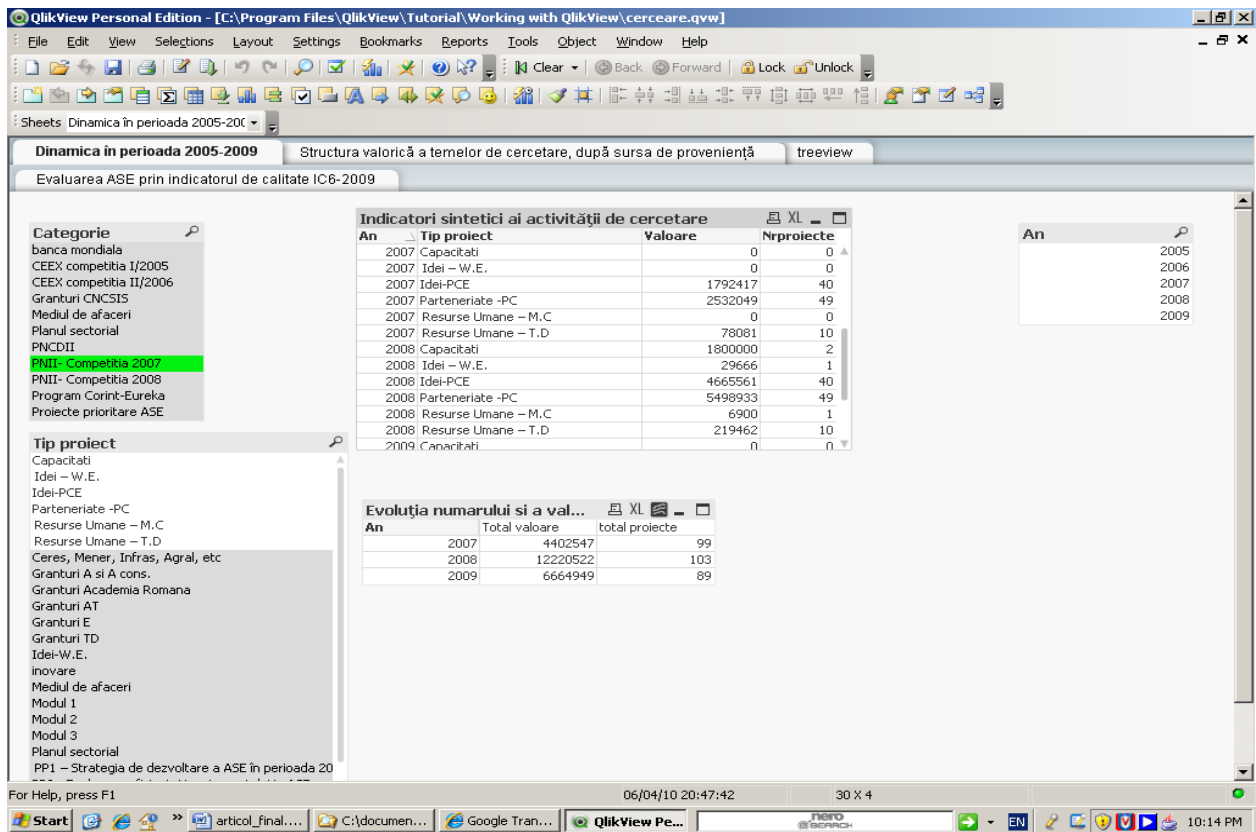 QlikView Personal Edition - [C:\Program Files\QlikView\Tutorial\Working with QlikView\cerceare.qvw]
File Edit View Selections Layout Settings Bookmarks Reports Tools Object Window Help
Clear Back Forward Lock Unlock
Sheets Dinamica în perioada 2005-200
Dinamica în perioada 2005-2009 Structura valorică a temelor de cercetare, după sursa de proveniență treeview
Evaluarea ASE prin indicatorul de calitate IC6-2009
Categorie
banca mondiala
CEEX competitia I/2005
CEEX competitia II/2006
Granturi CNCSIS
Mediul de afaceri
Planul sectorial
PNCDII
PNII- Competitia 2007
PNII- Competitia 2008
Program Corint-Eureka
Proiecte prioritare ASE
Tip proiect
Capacitati
Idei – W.E.
Idei-PCE
Parteneriate -PC
Resurse Umane – M.C
Resurse Umane – T.D
Ceres, Mener, Infras, Agral, etc
Granturi A si A cons.
Granturi Academia Romana
Granturi AT
Granturi E
Granturi TD
Idei-W.E.
inovare
Mediul de afaceri
Modul 1
Modul 2
Modul 3
Planul sectorial
PP1 – Strategia de dezvoltare a ASE în perioada 20
Indicatori sintetici ai activității de cercetare XL
An Tip proiect Valoare Nrproiecte
2007 Capacitati 0 0
2007 Idei – W.E. 0 0
2007 Idei-PCE 1792417 40
2007 Parteneriate -PC 2532049 49
2007 Resurse Umane – M.C 0 0
2007 Resurse Umane – T.D 78081 10
2008 Capacitati 1800000 2
2008 Idei – W.E. 29666 1
2008 Idei-PCE 4665561 40
2008 Parteneriate -PC 5498933 49
2008 Resurse Umane – M.C 6900 1
2008 Resurse Umane – T.D 219462 10
2009 Capacitati 0 0
Evoluția numarului si a val... XL
An Total valoare total proiecte
2007 4402547 99
2008 12220522 103
2009 6664949 89
An
2005
2006
2007
2008
2009
For Help, press F1 06/04/10 20:47:42 30 X 4
Start articol_final.... C:\documen... Google Tran... QlikView Pe... nero SEARCH EN 10:14 PM